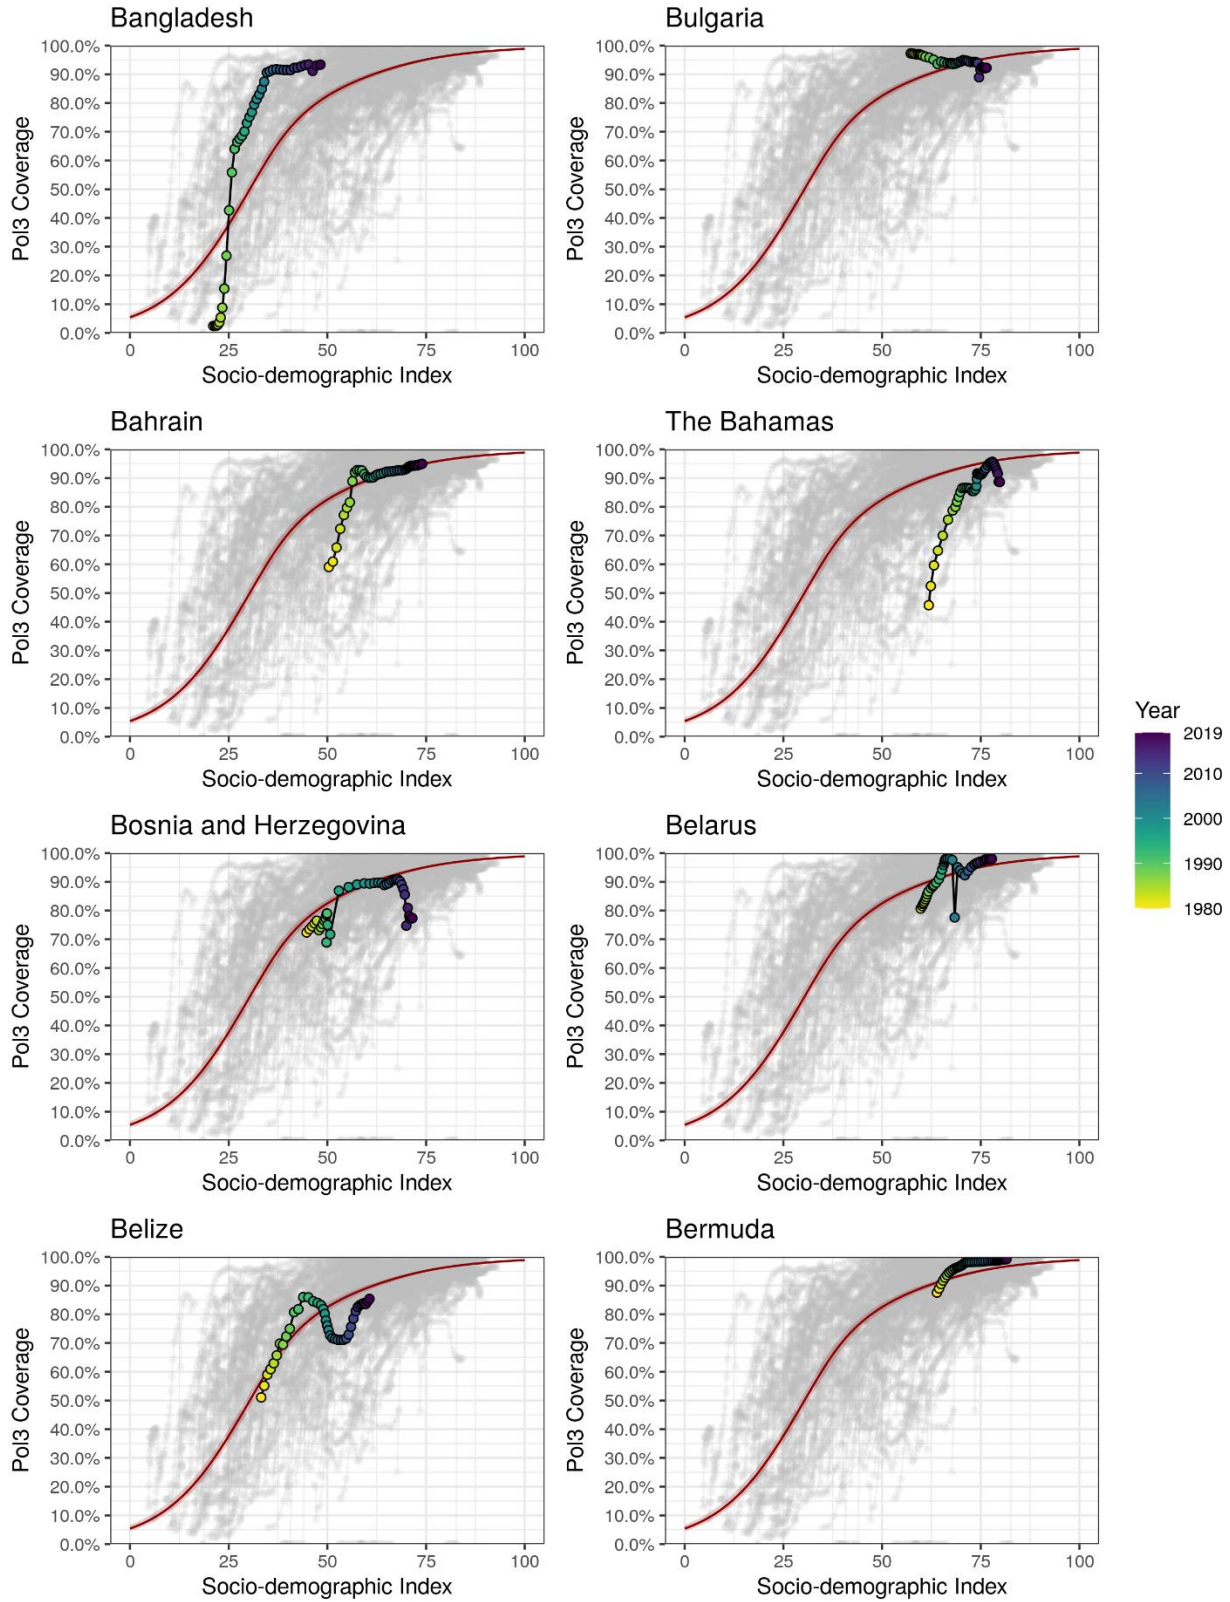 Bangladesh
Pol3 Coverage
100.0%
90.0%
80.0%
70.0%
60.0%
50.0%
40.0%
30.0%
20.0%
10.0%
0.0%
0 25 50 75 100
Socio-demographic Index
Bulgaria
Pol3 Coverage
100.0%
90.0%
80.0%
70.0%
60.0%
50.0%
40.0%
30.0%
20.0%
10.0%
0.0%
0 25 50 75 100
Socio-demographic Index
Bahrain
Pol3 Coverage
100.0%
90.0%
80.0%
70.0%
60.0%
50.0%
40.0%
30.0%
20.0%
10.0%
0.0%
0 25 50 75 100
Socio-demographic Index
The Bahamas
Pol3 Coverage
100.0%
90.0%
80.0%
70.0%
60.0%
50.0%
40.0%
30.0%
20.0%
10.0%
0.0%
0 25 50 75 100
Socio-demographic Index
Bosnia and Herzegovina
Pol3 Coverage
100.0%
90.0%
80.0%
70.0%
60.0%
50.0%
40.0%
30.0%
20.0%
10.0%
0.0%
0 25 50 75 100
Socio-demographic Index
Belarus
Pol3 Coverage
100.0%
90.0%
80.0%
70.0%
60.0%
50.0%
40.0%
30.0%
20.0%
10.0%
0.0%
0 25 50 75 100
Socio-demographic Index
Belize
Pol3 Coverage
100.0%
90.0%
80.0%
70.0%
60.0%
50.0%
40.0%
30.0%
20.0%
10.0%
0.0%
0 25 50 75 100
Socio-demographic Index
Bermuda
Pol3 Coverage
100.0%
90.0%
80.0%
70.0%
60.0%
50.0%
40.0%
30.0%
20.0%
10.0%
0.0%
0 25 50 75 100
Socio-demographic Index
Year
2019
2010
2000
1990
1980